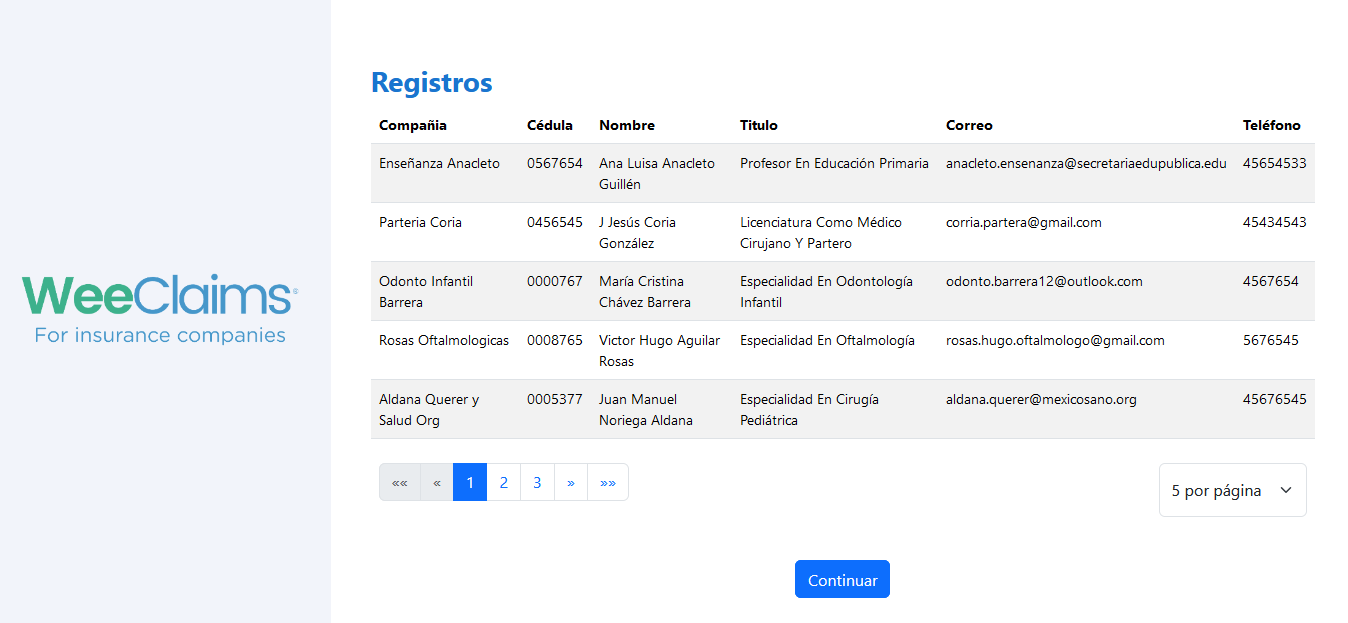 WeeClaims®
For insurance companies
Registros
Compañia Cédula Nombre Titulo Correo Teléfono
Enseñanza Anacleto 0567654 Ana Luisa Anacleto Profesor En Educación Primaria anacleto.ensenanza@secretariaedupublica.edu 45654533
Guillén
Parteria Coria 0456545 J Jesús Coria Licenciatura Como Médico corria.partera@gmail.com 45434543
González Cirujano Y Partero
Odonto Infantil 0000767 María Cristina Especialidad En Odontología odonto.barrera12@outlook.com 4567654
Barrera Chávez Barrera Infantil
Rosas Oftalmologicas 0008765 Victor Hugo Aguilar Especialidad En Oftalmología rosas.hugo.oftalmologo@gmail.com 5676545
Rosas
Aldana Querer y 0005377 Juan Manuel Especialidad En Cirugía aldana.querer@mexicosano.org 45676545
Salud Org Noriega Aldana Pediátrica
«« « 1 2 3 » »» 5 por página
Continuar